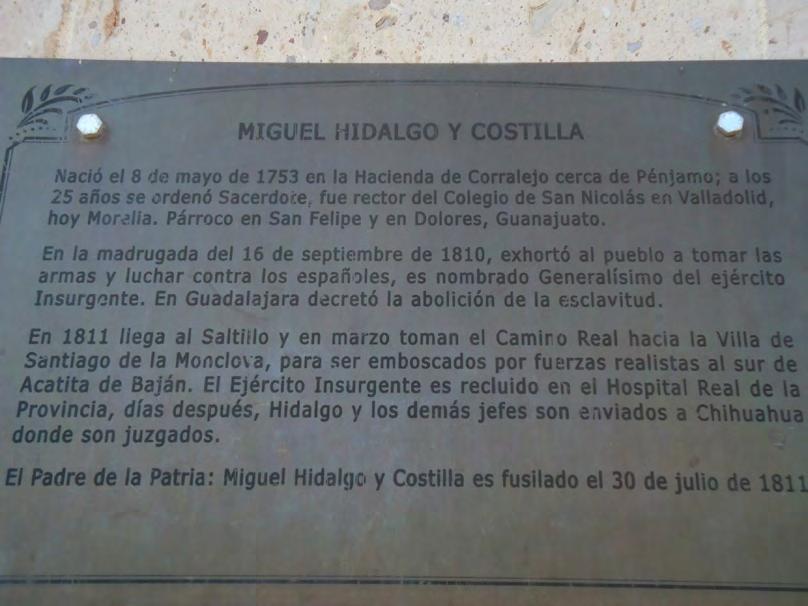 MIGUEL HIDALGO Y COSTILLA
Nació el 8 de mayo de 1753 en la Hacienda de Corralejo cerca de Pénjamo; a los
25 años se ordenó Sacerdote, fue rector del Colegio de San Nicolás en Valladolid,
hoy Morelia. Párroco en San Felipe y en Dolores, Guanajuato.
En la madrugada del 16 de septiembre de 1810, exhortó al pueblo a tomar las
armas y luchar contra los españoles, es nombrado Generalísimo del ejército
Insurgente. En Guadalajara decretó la abolición de la esclavitud.
En 1811 llega al Saltillo y en marzo toman el Camino Real hacia la Villa de
Santiago de la Monclova, para ser emboscados por fuerzas realistas al sur de
Acatita de Baján. El Ejército Insurgente es recluido en el Hospital Real de la
Provincia, días después, Hidalgo y los demás jefes son enviados a Chihuahua
donde son juzgados.
El Padre de la Patria: Miguel Hidalgo y Costilla es fusilado el 30 de julio de 1811